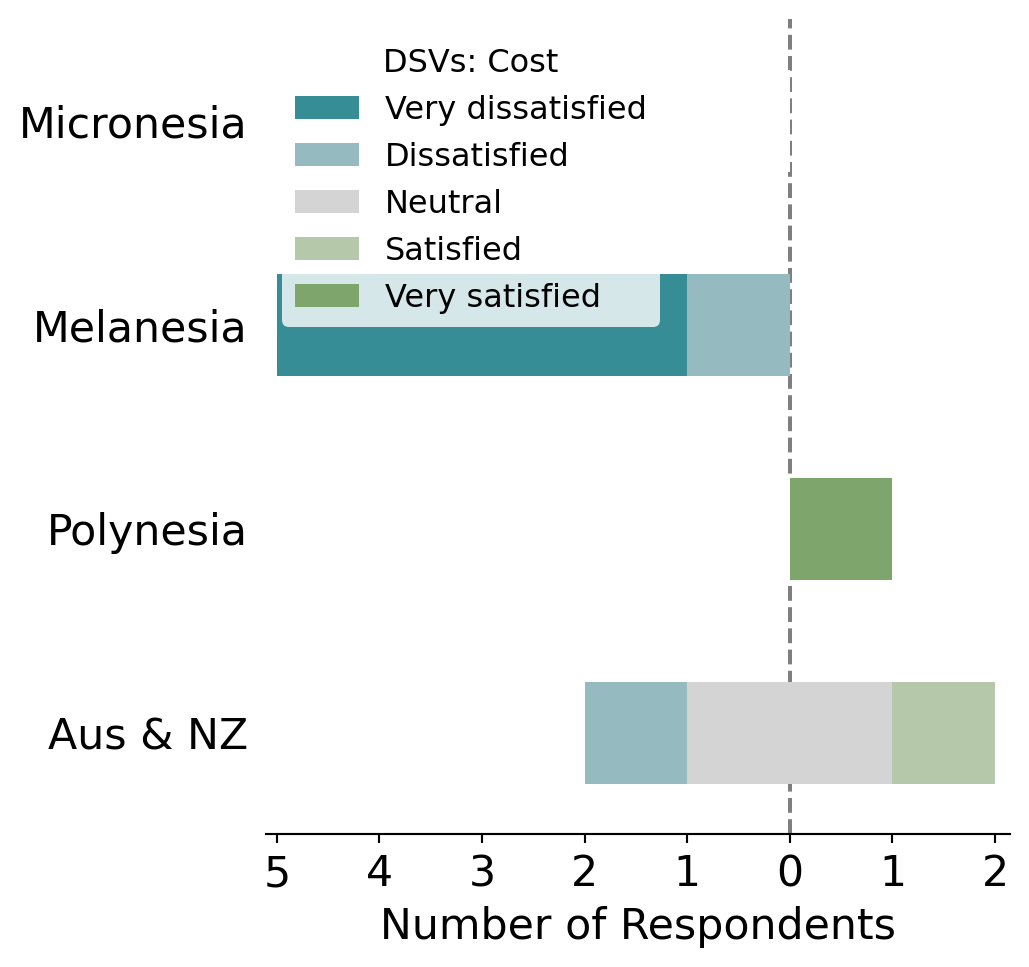 DSVs: Cost
Very dissatisfied
Dissatisfied
Neutral
Satisfied
Very satisfied
Micronesia
Melanesia
Polynesia
Aus & NZ
5 4 3 2 1 0 1 2
Number of Respondents